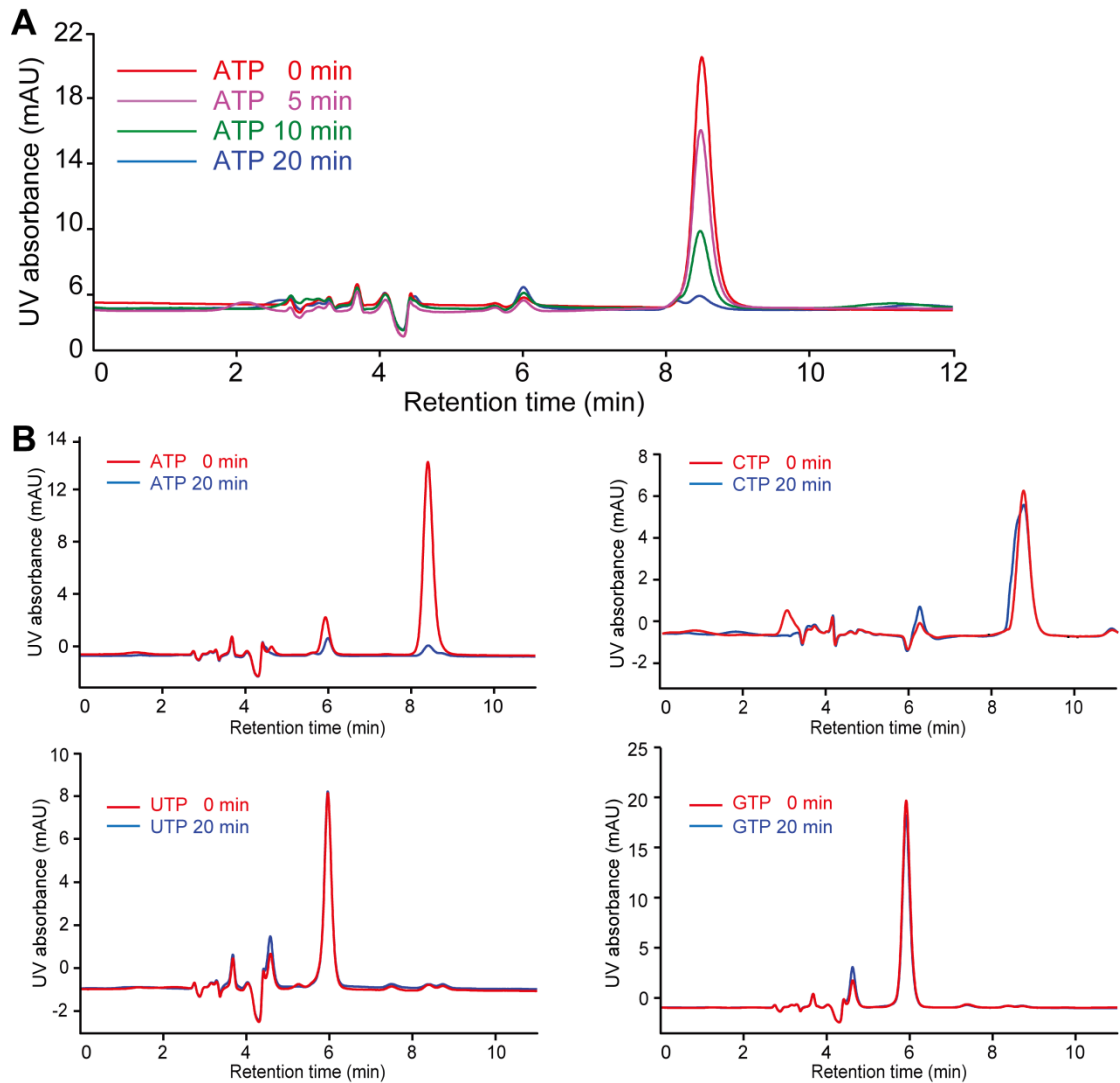 A
UV absorbance (mAU)
22
18
14
10
6
0
ATP 0 min
ATP 5 min
ATP 10 min
ATP 20 min
0 2 4 6 8 10 12
Retention time (min)
B
UV absorbance (mAU)
14
12
8
4
0
ATP 0 min
ATP 20 min
0 2 4 6 8 10
Retention time (min)
UV absorbance (mAU)
8
6
4
2
0
-2
CTP 0 min
CTP 20 min
0 2 4 6 8 10
Retention time (min)
UV absorbance (mAU)
10
8
6
4
2
0
-2
UTP 0 min
UTP 20 min
0 2 4 6 8 10
Retention time (min)
UV absorbance (mAU)
25
20
15
10
5
0
GTP 0 min
GTP 20 min
0 2 4 6 8 10
Retention time (min)